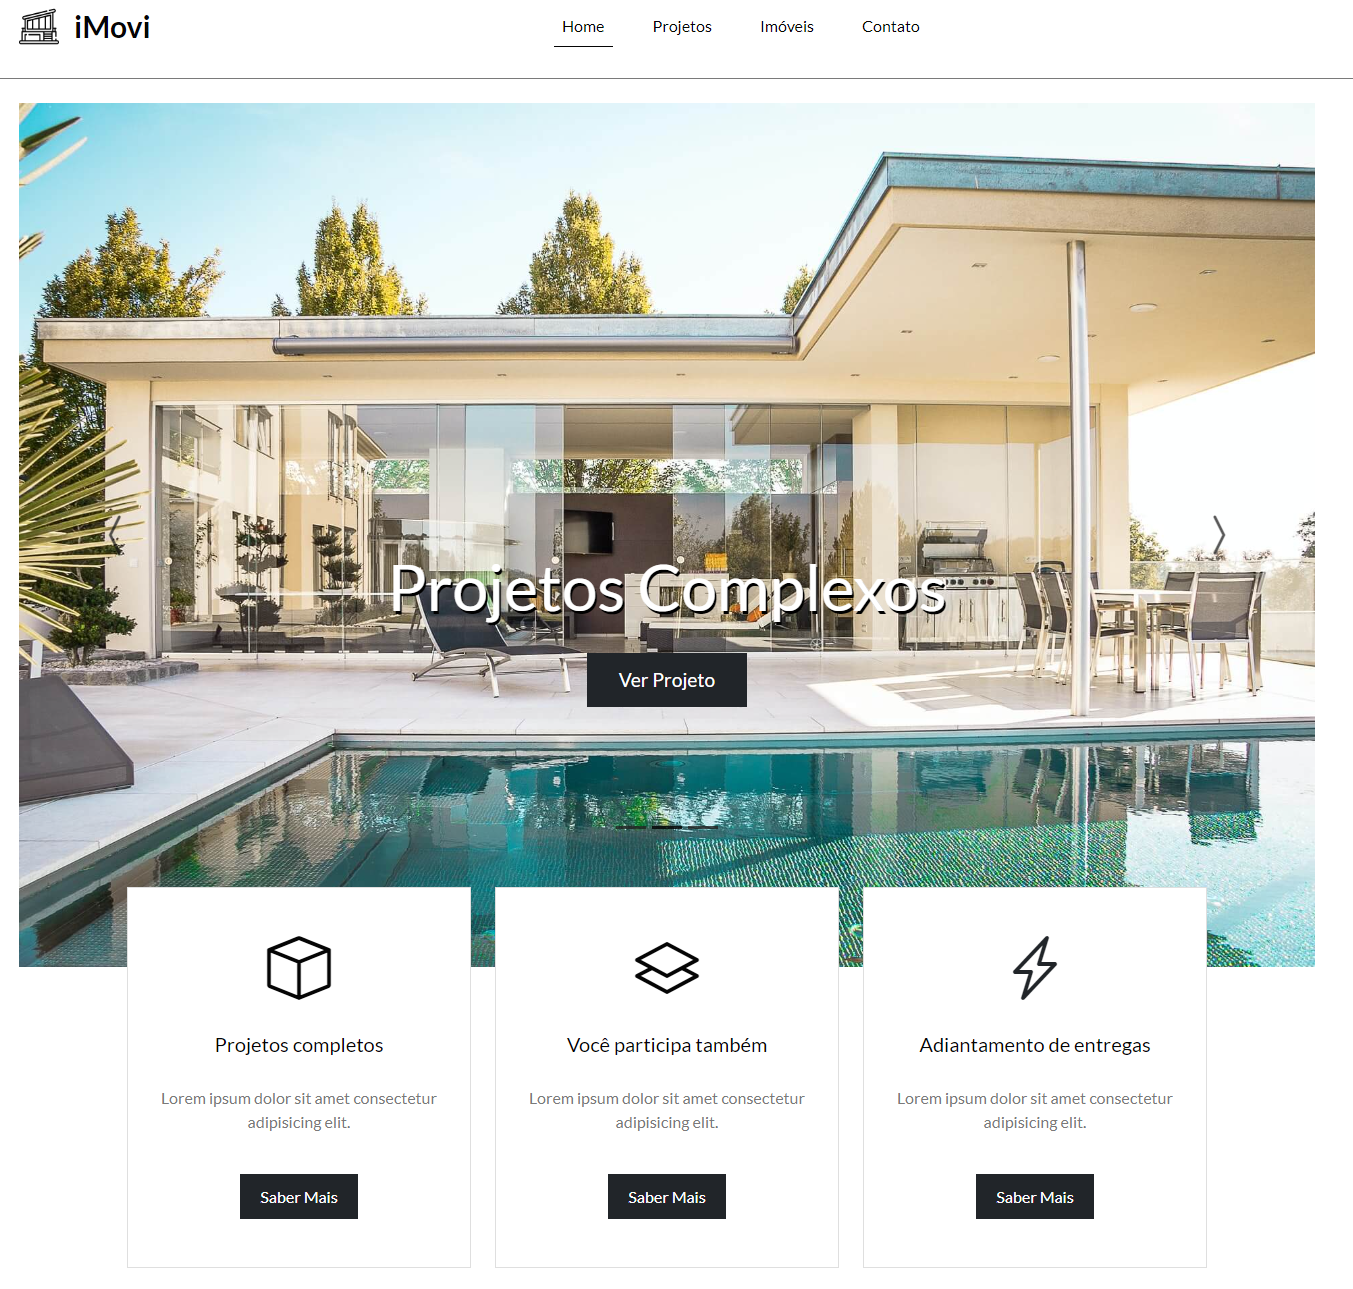 iMovi
Home
Projetos
Imóveis
Contato
Projetos Complexos
Ver Projeto
Projetos completos
Lorem ipsum dolor sit amet consectetur
adipisicing elit.
Saber Mais
Você participa também
Lorem ipsum dolor sit amet consectetur
adipisicing elit.
Saber Mais
Adiantamento de entregas
Lorem ipsum dolor sit amet consectetur
adipisicing elit.
Saber Mais